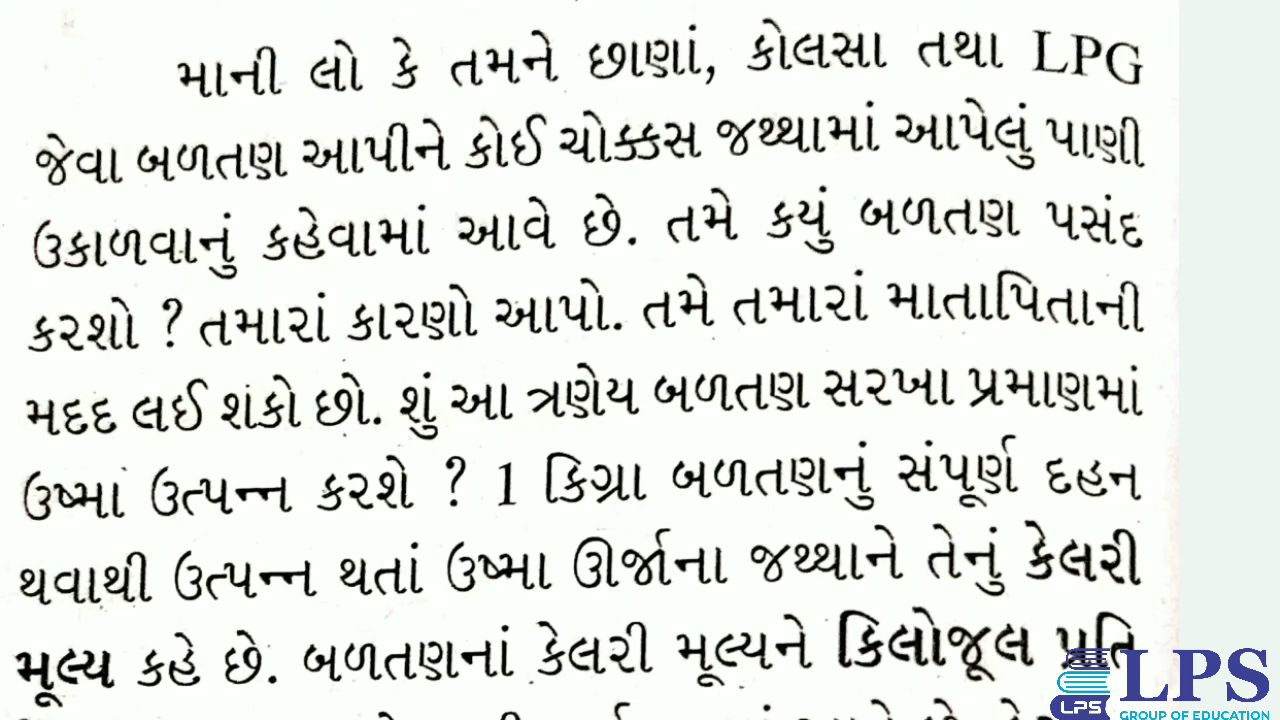 માની લો કે તમને છાણાં, કોલસા તથા LPG
જેવા બળતણ આપીને કોઈ ચોક્કસ જથ્થામાં આપેલું પાણી
ઉકાળવાનું કહેવામાં આવે છે. તમે કયું બળતણ પસંદ
કરશો ? તમારાં કારણો આપો. તમે તમારાં માતાપિતાની
મદદ લઈ શકો છો. શું આ ત્રણેય બળતણ સરખા પ્રમાણમાં
ઉષ્મા ઉત્પન્ન કરશે ? 1 કિગ્રા બળતણનું સંપૂર્ણ દહન
થવાથી ઉત્પન્ન થતાં ઉષ્મા ઊર્જાના જથ્થાને તેનું કેલરી
મૂલ્ય કહે છે. બળતણનાં કેલરી મૂલ્યને કિલોજૂલ પ્રતિ
LPS
LPS
GROUP OF EDUCATION